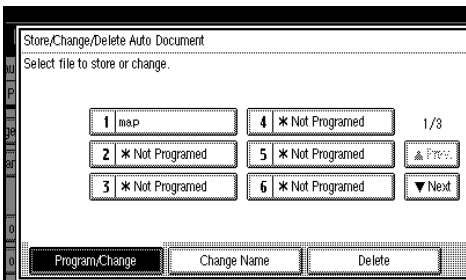 Store/Change/Delete Auto Document
Select file to store or change.
1 map
4 * Not Programed
1/3
2 * Not Programed
5 * Not Programed
▲ Prev.
3 * Not Programed
6 * Not Programed
▼ Next
Program/Change
Change Name
Delete